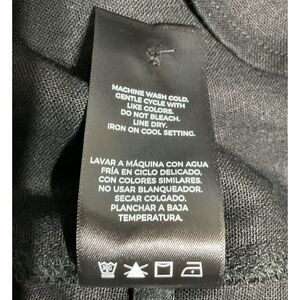 MACHINE WASH COLD,
GENTLE CYCLE WITH
LIKE COLORS.
DO NOT BLEACH.
LINE DRY.
IRON ON COOL SETTING.
LAVAR A MÁQUINA CON AGUA
FRÍA EN CICLO DELICADO,
CON COLORES SIMILARES.
NO USAR BLANQUEADOR.
SECAR COLGADO.
PLANCHAR A BAJA
TEMPERATURA.